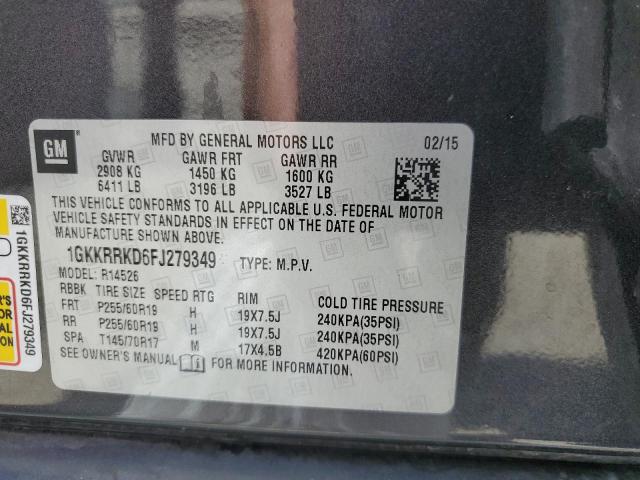 GM
MFD BY GENERAL MOTORS LLC 02/15
GVWR GAWR FRT GAWR RR
2908 KG 1450 KG 1600 KG
6411 LB 3196 LB 3527 LB
THIS VEHICLE CONFORMS TO ALL APPLICABLE U.S. FEDERAL MOTOR
VEHICLE SAFETY STANDARDS IN EFFECT ON THE DATE OF
MANUFACTURE SHOWN ABOVE.
1GKKRRKD6FJ279349 TYPE: M.P.V.
MODEL: R14526
RBBK TIRE SIZE SPEED RTG RIM COLD TIRE PRESSURE
FRT P255/60R19 H 19X7.5J 240KPA(35PSI)
RR P255/60R19 H 19X7.5J 240KPA(35PSI)
SPA T145/70R17 M 17X4.5B 420KPA(60PSI)
SEE OWNER'S MANUAL FOR MORE INFORMATION.
1GKKRRKD6FJ279349